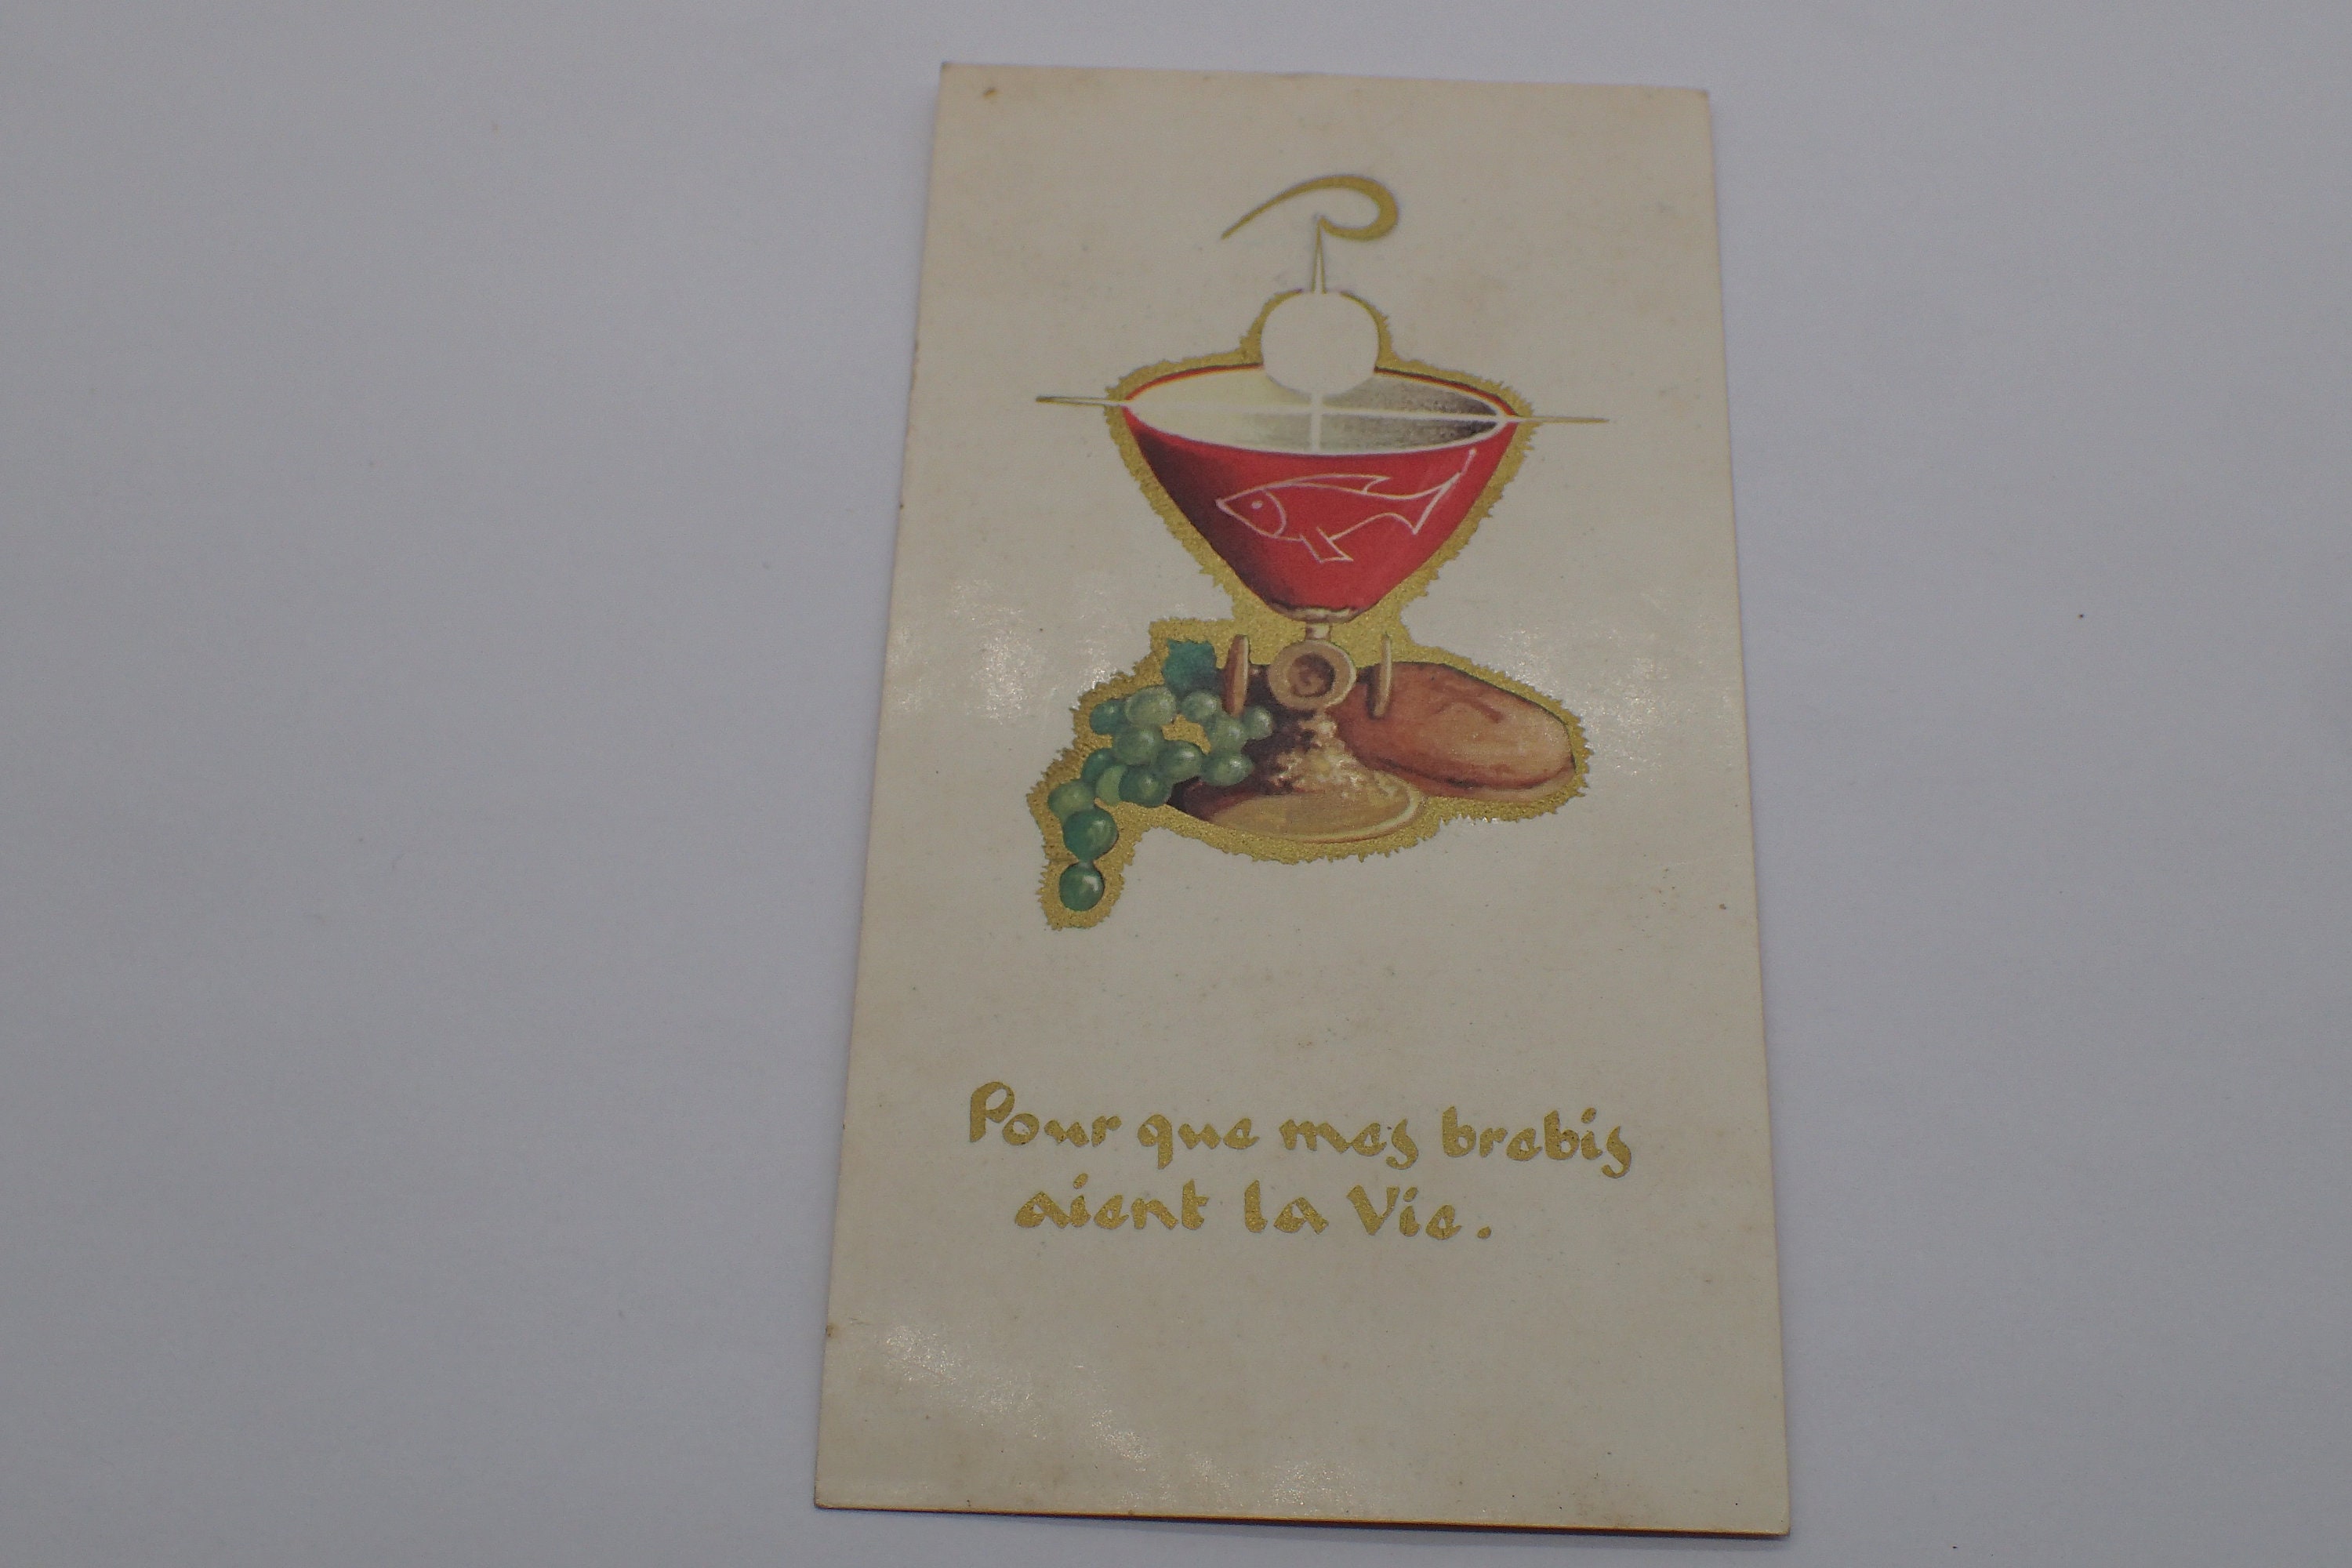 Pour que mes brebis
aient la Vie.